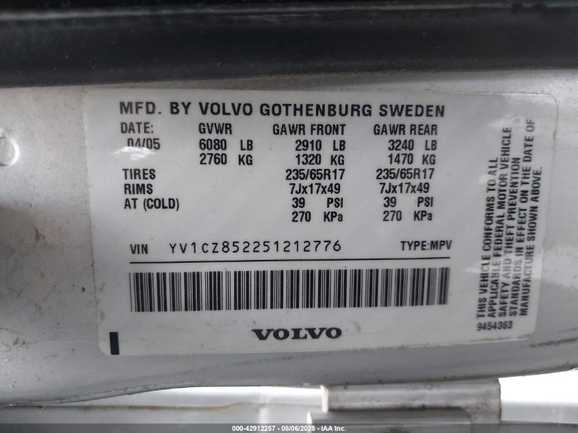 MFD. BY VOLVO GOTHENBURG SWEDEN
DATE: GVWR GAWR FRONT GAWR REAR
04/05 6080 LB 2910 LB 3240 LB
2760 KG 1320 KG 1470 KG
TIRES 235/65R17 235/65R17
RIMS 7Jx17x49 7Jx17x49
AT (COLD) 39 PSI 39 PSI
270 KPa 270 KPa
VIN YV1CZ852251212776 TYPE: MPV
VOLVO
THIS VEHICLE CONFORMS TO ALL
APPLICABLE FEDERAL MOTOR VEHICLE
SAFETY AND THEFT PREVENTION
STANDARDS IN EFFECT ON THE DATE OF
MANUFACTURE SHOWN ABOVE.
9454363
000-42912257 - 08/06/2025 - IAA Inc.